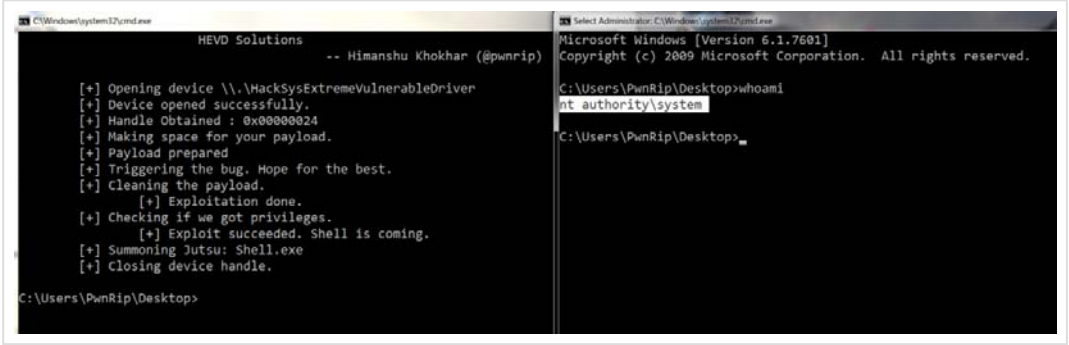 C:\Windows\system32\cmd.exe
HEVD Solutions
-- Himanshu Khokhar (@pwnrip)
[+] Opening device \\.\HackSysExtremeVulnerableDriver
[+] Device opened successfully.
[+] Handle Obtained : 0x00000024
[+] Making space for your payload.
[+] Payload prepared
[+] Triggering the bug. Hope for the best.
[+] Cleaning the payload.
[+] Exploitation done.
[+] Checking if we got privileges.
[+] Exploit succeeded. Shell is coming.
[+] Summoning Jutsu: Shell.exe
[+] Closing device handle.
C:\Users\PwnRip\Desktop>
Select Administrator: C:\Windows\system32\cmd.exe
Microsoft Windows [Version 6.1.7601]
Copyright (c) 2009 Microsoft Corporation.  All rights reserved.
C:\Users\PwnRip\Desktop>whoami
nt authority\system
C:\Users\PwnRip\Desktop>